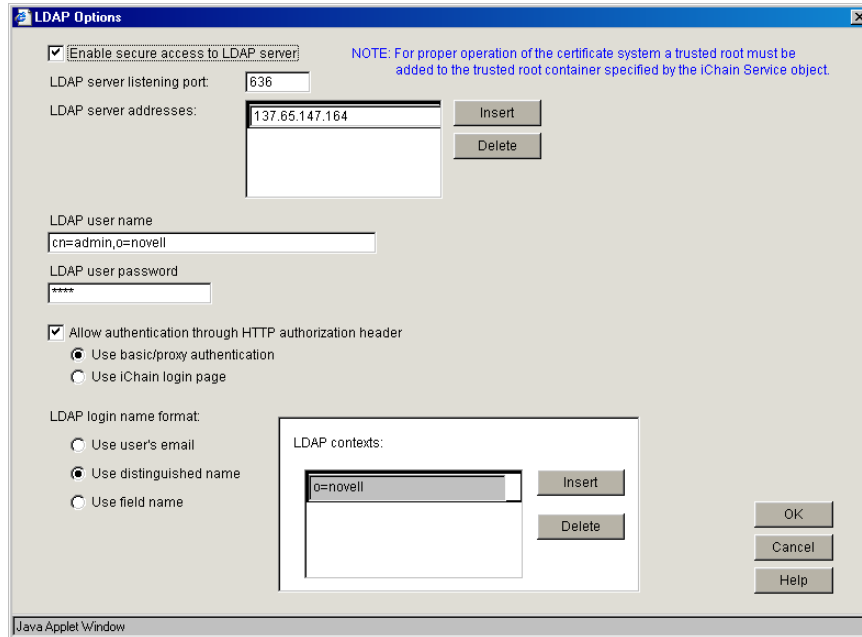 LDAP Options
Enable secure access to LDAP server
NOTE: For proper operation of the certificate system a trusted root must be
added to the trusted root container specified by the iChain Service object.
LDAP server listening port:
636
LDAP server addresses:
137.65.147.164
Insert
Delete
LDAP user name
cn=admin,o=novell
LDAP user password
****
Allow authentication through HTTP authorization header
Use basic/proxy authentication
Use iChain login page
LDAP login name format:
Use user's email
Use distinguished name
Use field name
LDAP contexts:
o=novell
Insert
Delete
OK
Cancel
Help
Java Applet Window